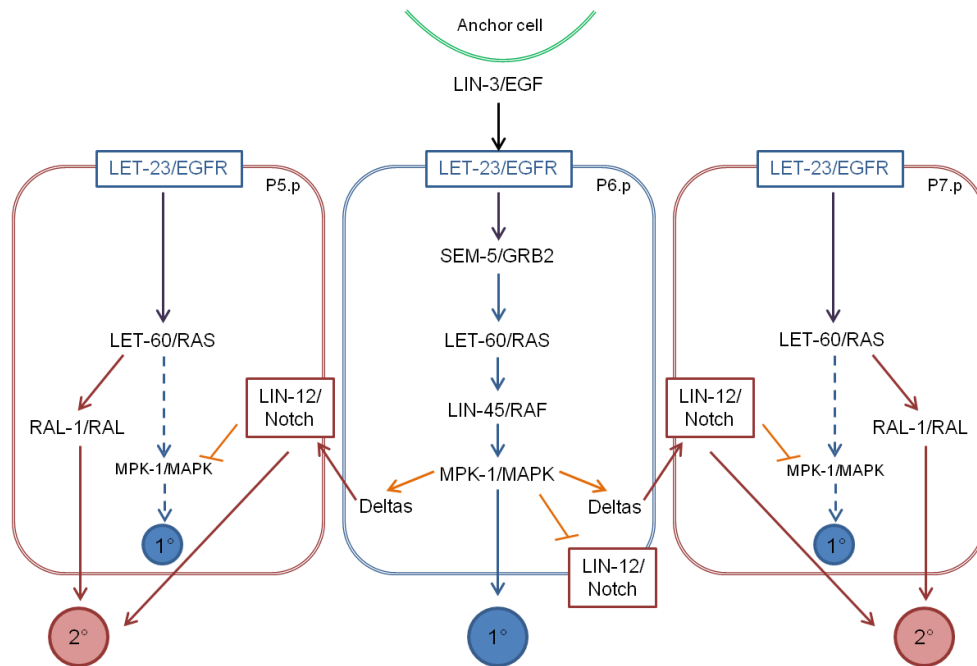 Anchor cell
LIN-3/EGF
LET-23/EGFR
P5.p
LET-60/RAS
RAL-1/RAL
MPK-1/MAPK
LIN-12/
Notch
1°
2°
LET-23/EGFR
P6.p
SEM-5/GRB2
LET-60/RAS
LIN-45/RAF
MPK-1/MAPK
Deltas
Deltas
LIN-12/
Notch
1°
LET-23/EGFR
P7.p
LET-60/RAS
LIN-12/
Notch
RAL-1/RAL
MPK-1/MAPK
1°
2°